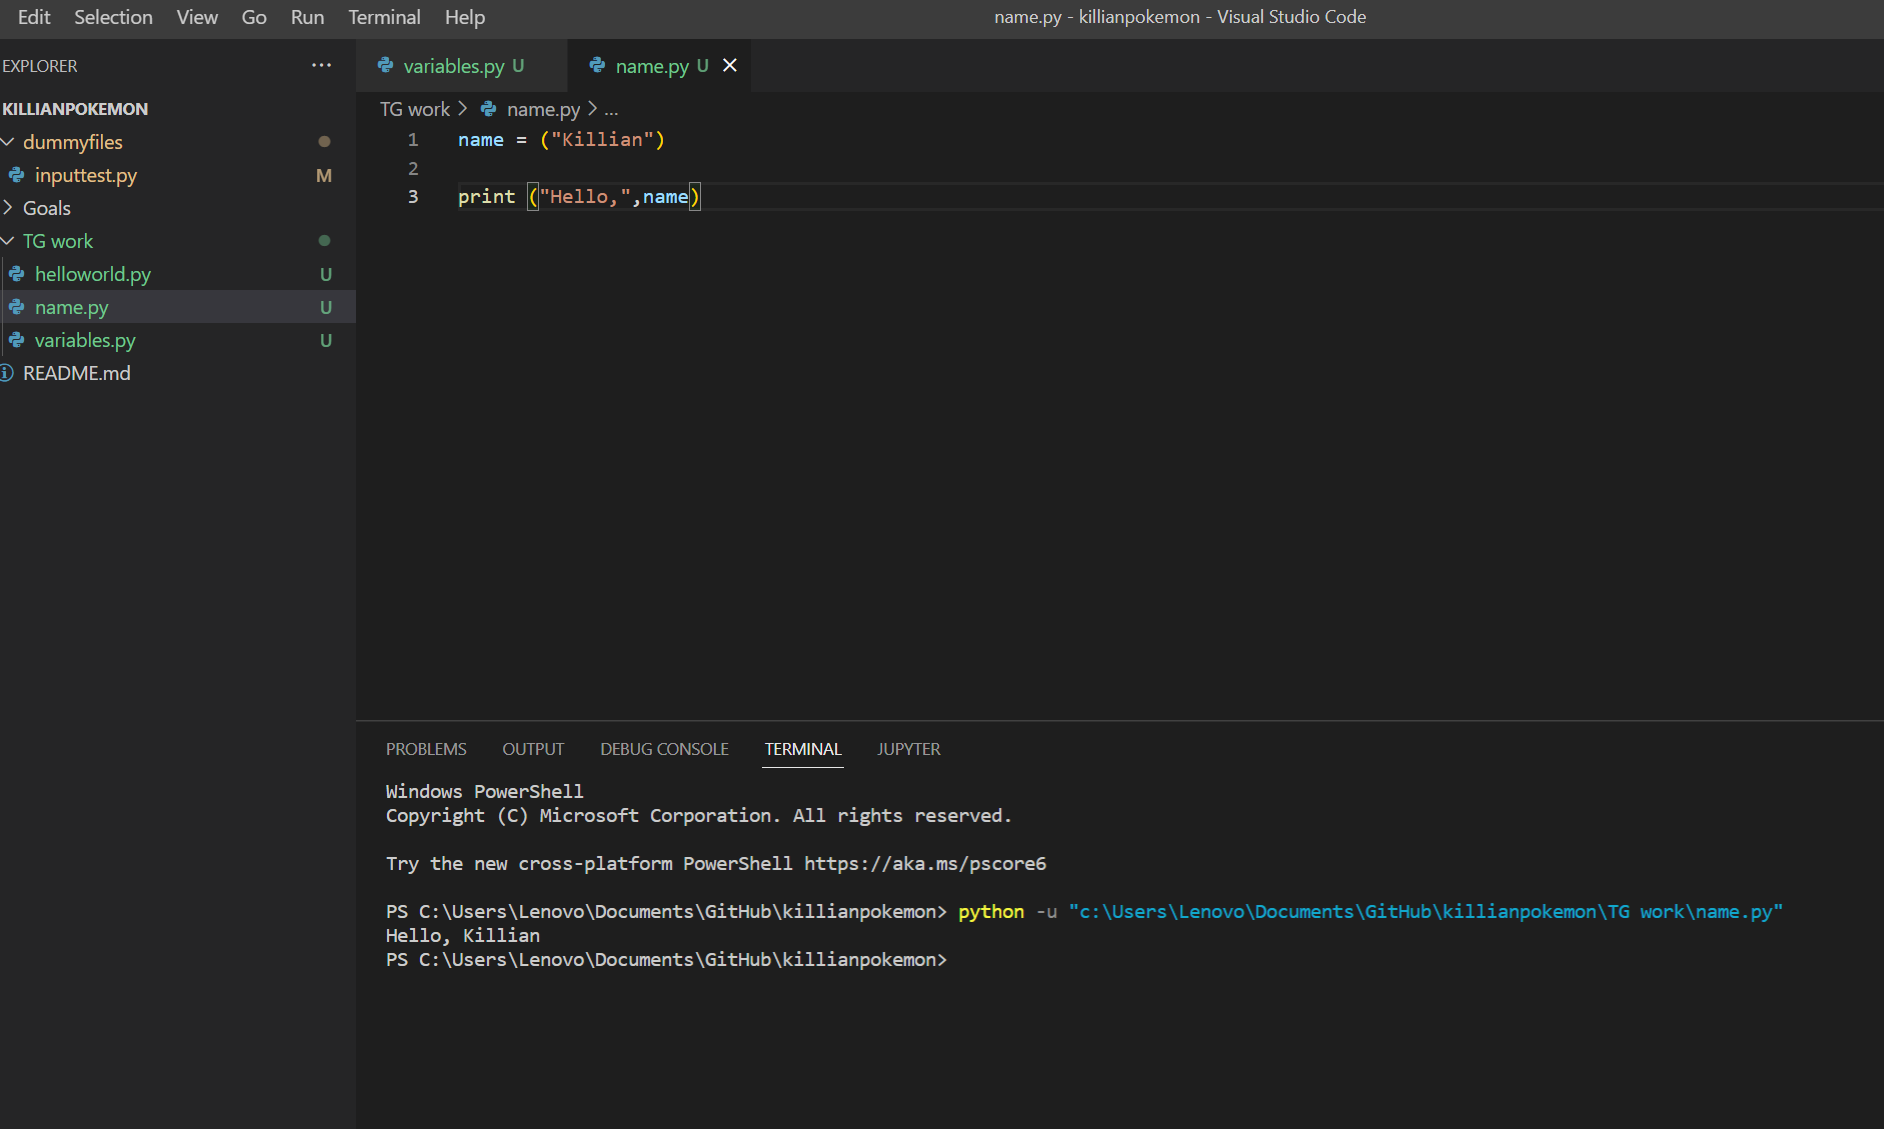 Edit Selection View Go Run Terminal Help name.py - killianpokemon - Visual Studio Code
EXPLORER ...
KILLIANPOKEMON
dummyfiles
inputtest.py M
Goals
TG work
helloworld.py U
name.py U
variables.py U
README.md
variables.py U name.py U
TG work > name.py > ...
1 name = ("Killian")
2
3 print ("Hello,",name)
PROBLEMS OUTPUT DEBUG CONSOLE TERMINAL JUPYTER
Windows PowerShell
Copyright (C) Microsoft Corporation. All rights reserved.
Try the new cross-platform PowerShell https://aka.ms/pscore6
PS C:\Users\Lenovo\Documents\GitHub\killianpokemon> python -u "c:\Users\Lenovo\Documents\GitHub\killianpokemon\TG work\name.py"
Hello, Killian
PS C:\Users\Lenovo\Documents\GitHub\killianpokemon>